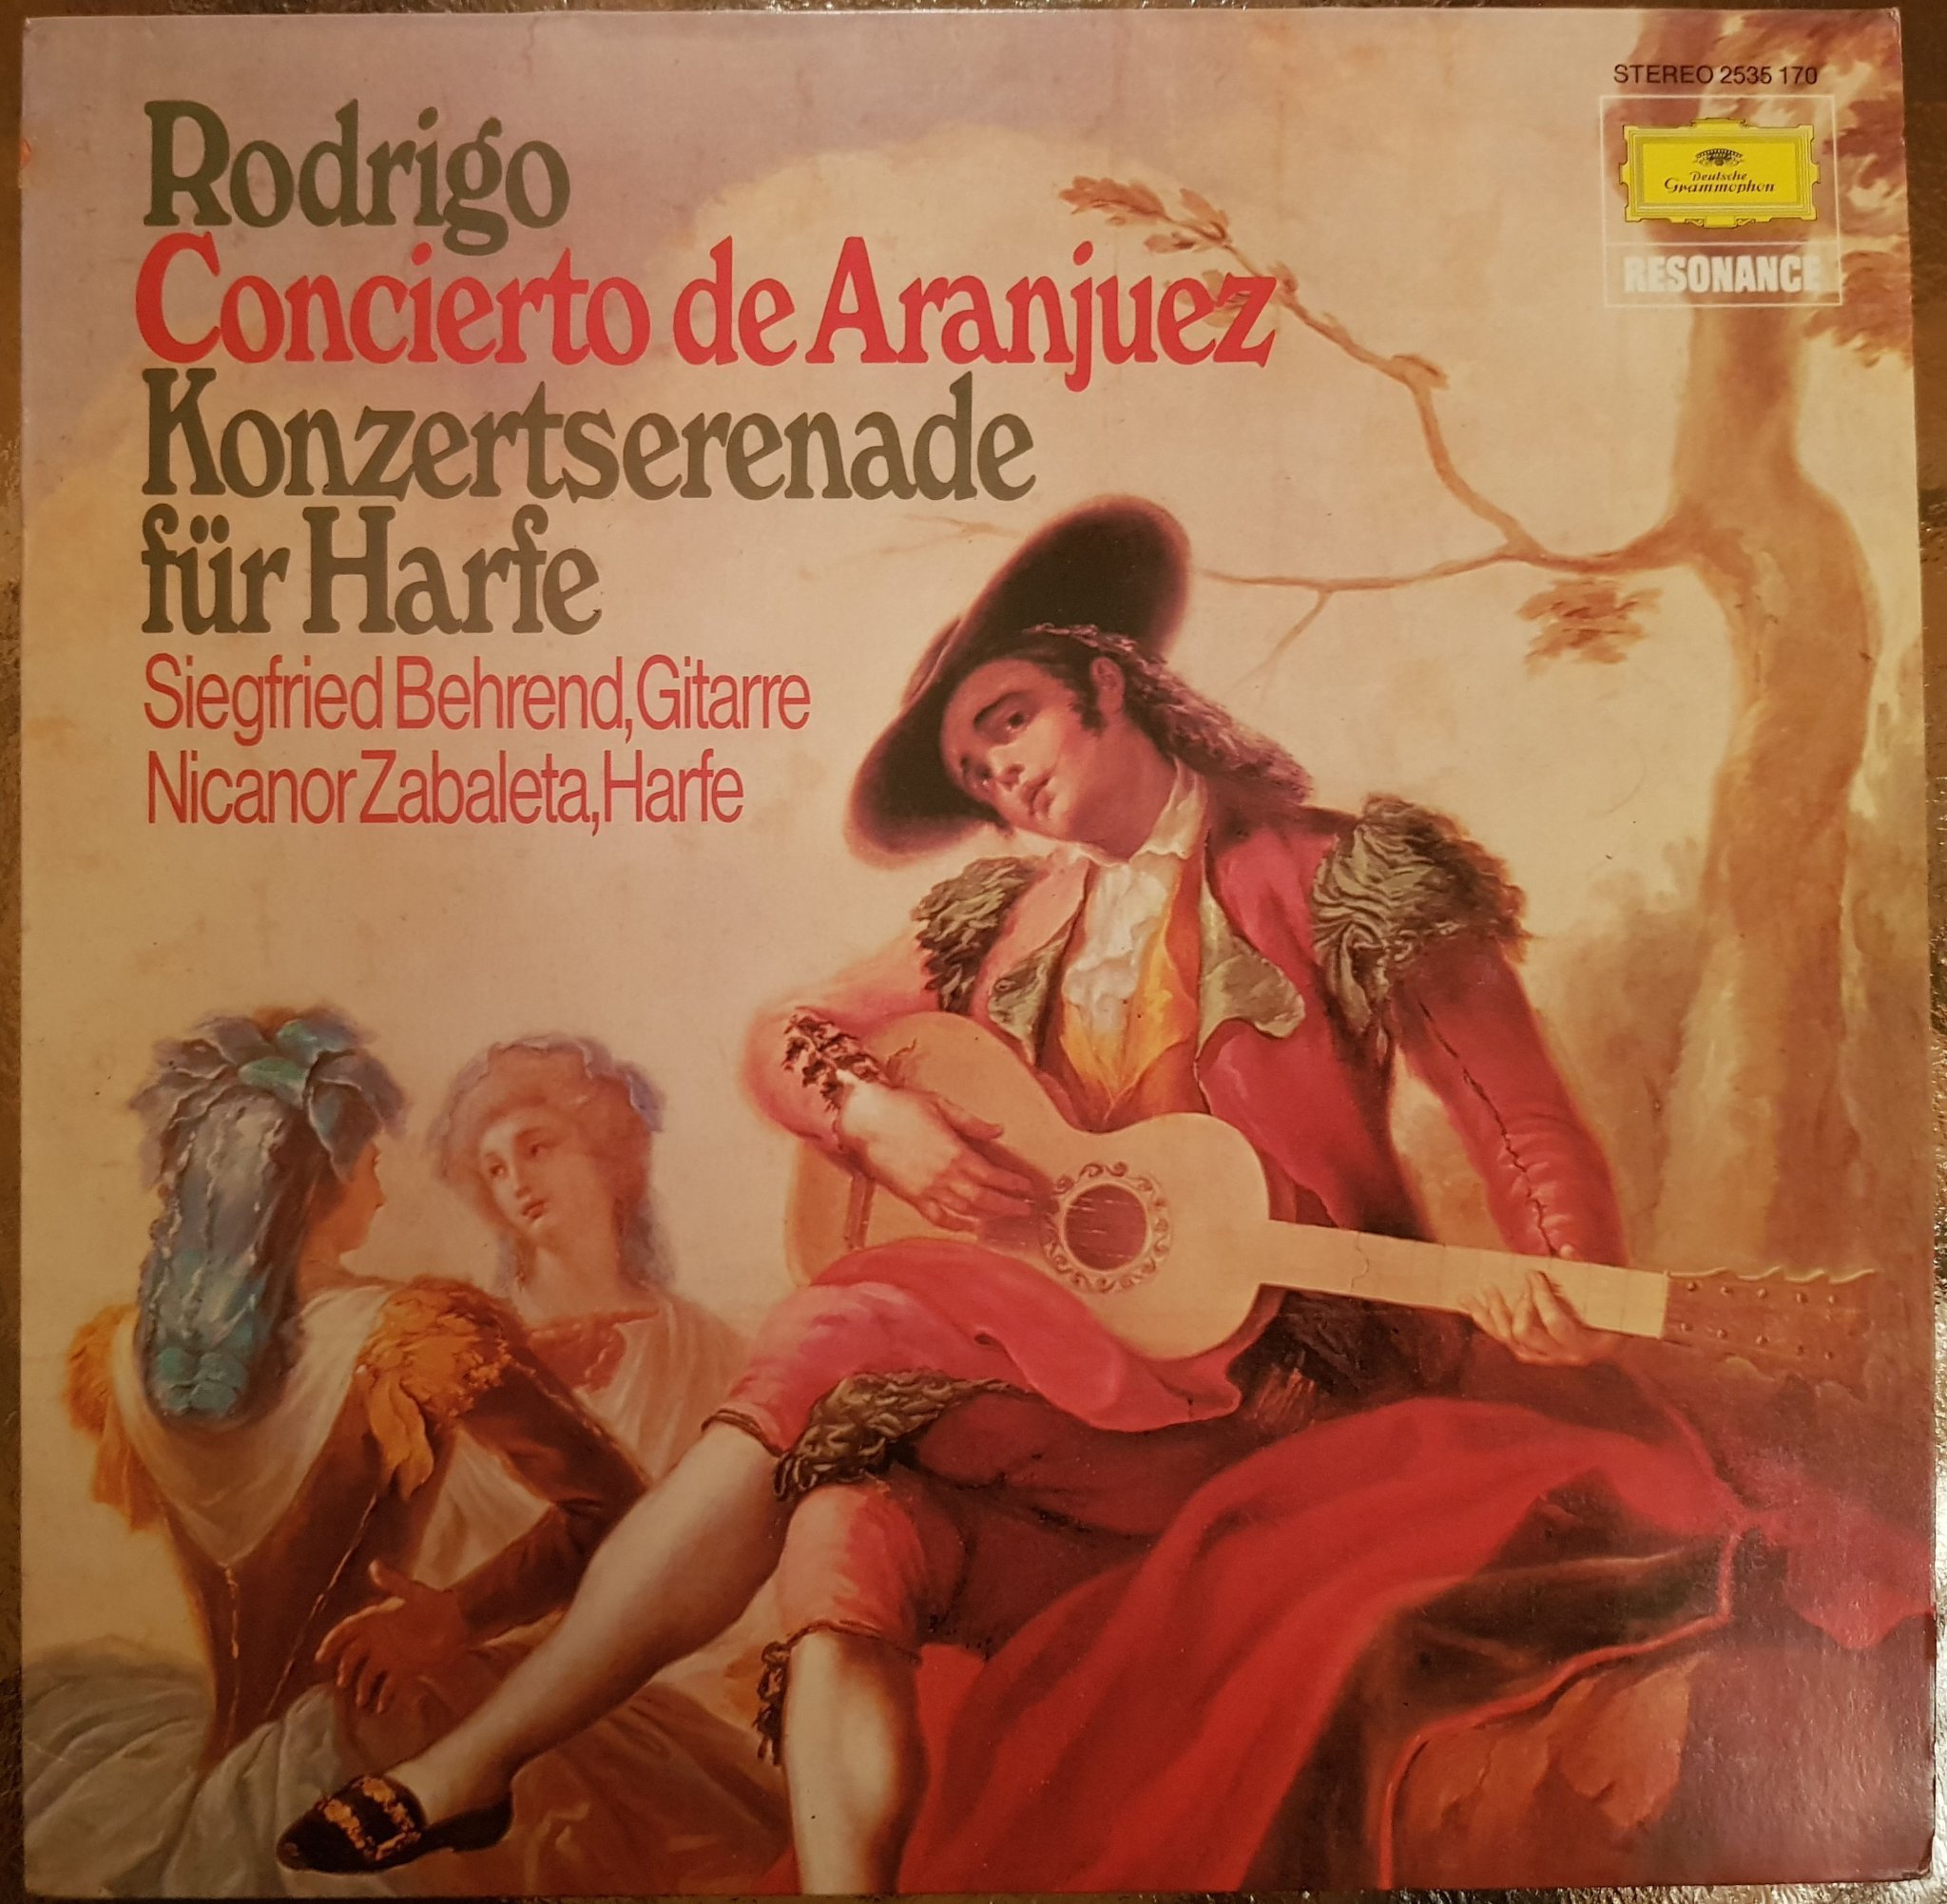 STEREO 2535 170
Deutsche
Grammophon
RESONANCE
Rodrigo
Concierto de Aranjuez
Konzertserenade
für Harfe
Siegfried Behrend, Gitarre
Nicanor Zabaleta, Harfe